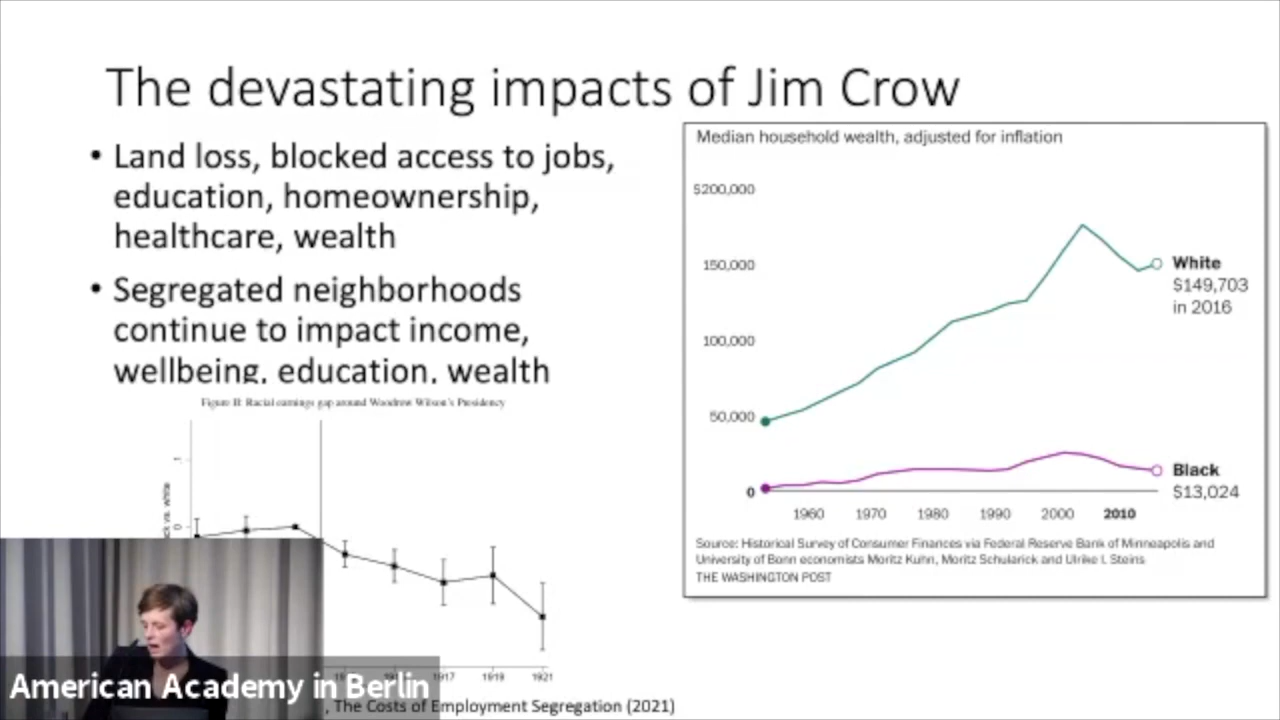 The devastating impacts of Jim Crow
• Land loss, blocked access to jobs,
education, homeownership,
healthcare, wealth
• Segregated neighborhoods
continue to impact income,
wellbeing, education, wealth
Figure II: Racial earnings gap around Woodrow Wilson's Presidency
.1
0
vs. white
1917
1919
1921
, The Costs of Employment Segregation (2021)
American Academy in Berlin
Median household wealth, adjusted for inflation
$200,000
150,000
100,000
50,000
0
White
$149,703
in 2016
Black
$13,024
1960 1970 1980 1990 2000 2010
Source: Historical Survey of Consumer Finances via Federal Reserve Bank of Minneapolis and
University of Bonn economists Moritz Kuhn, Moritz Schularick and Ulrike I. Steins
THE WASHINGTON POST